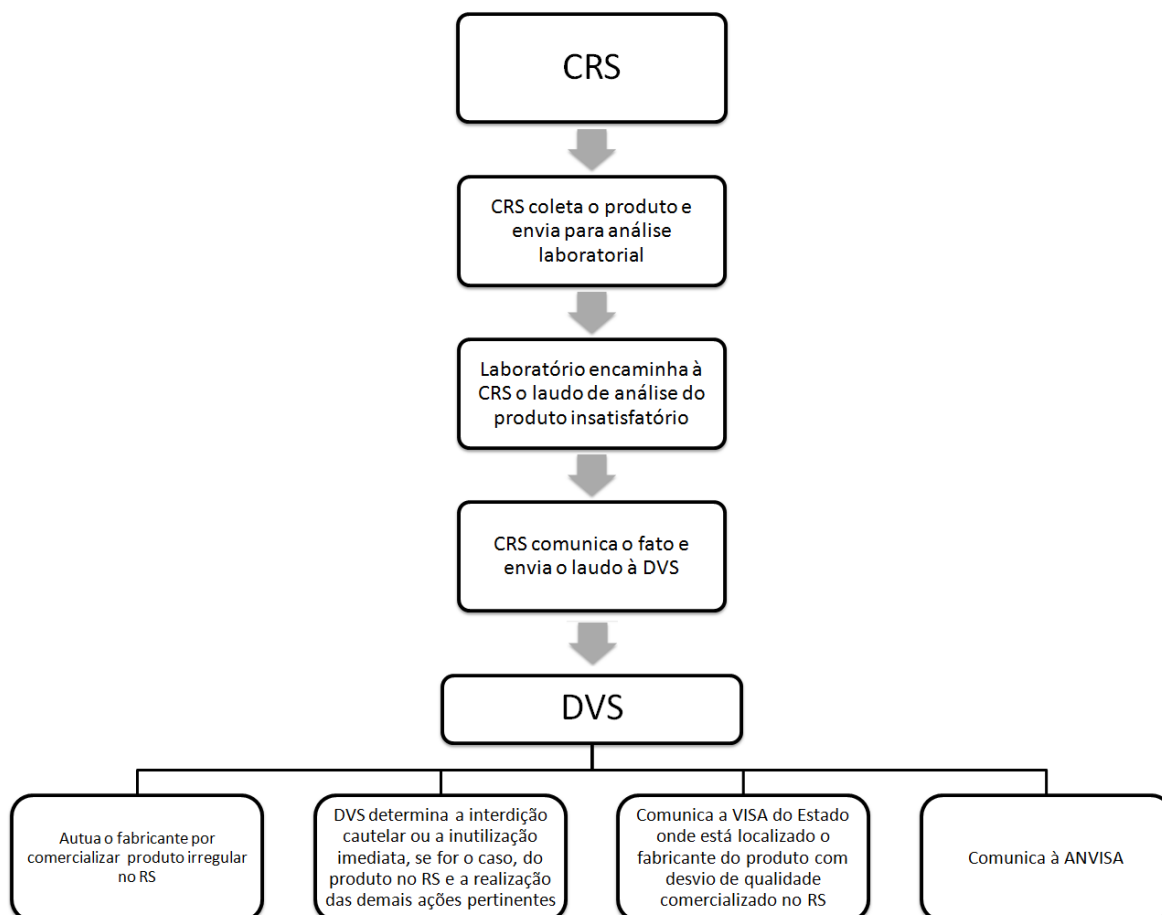 CRS
CRS coleta o produto e
envia para análise
laboratorial
Laboratório encaminha à
CRS o laudo de análise do
produto insatisfatório
CRS comunica o fato e
envia o laudo à DVS
DVS
Autua o fabricante por
comercializar produto irregular
no RS
DVS determina a interdição
cautelar ou a inutilização
imediata, se for o caso, do
produto no RS e a realização
das demais ações pertinentes
Comunica a VISA do Estado
onde está localizado o
fabricante do produto com
desvio de qualidade
comercializado no RS
Comunica à ANVISA